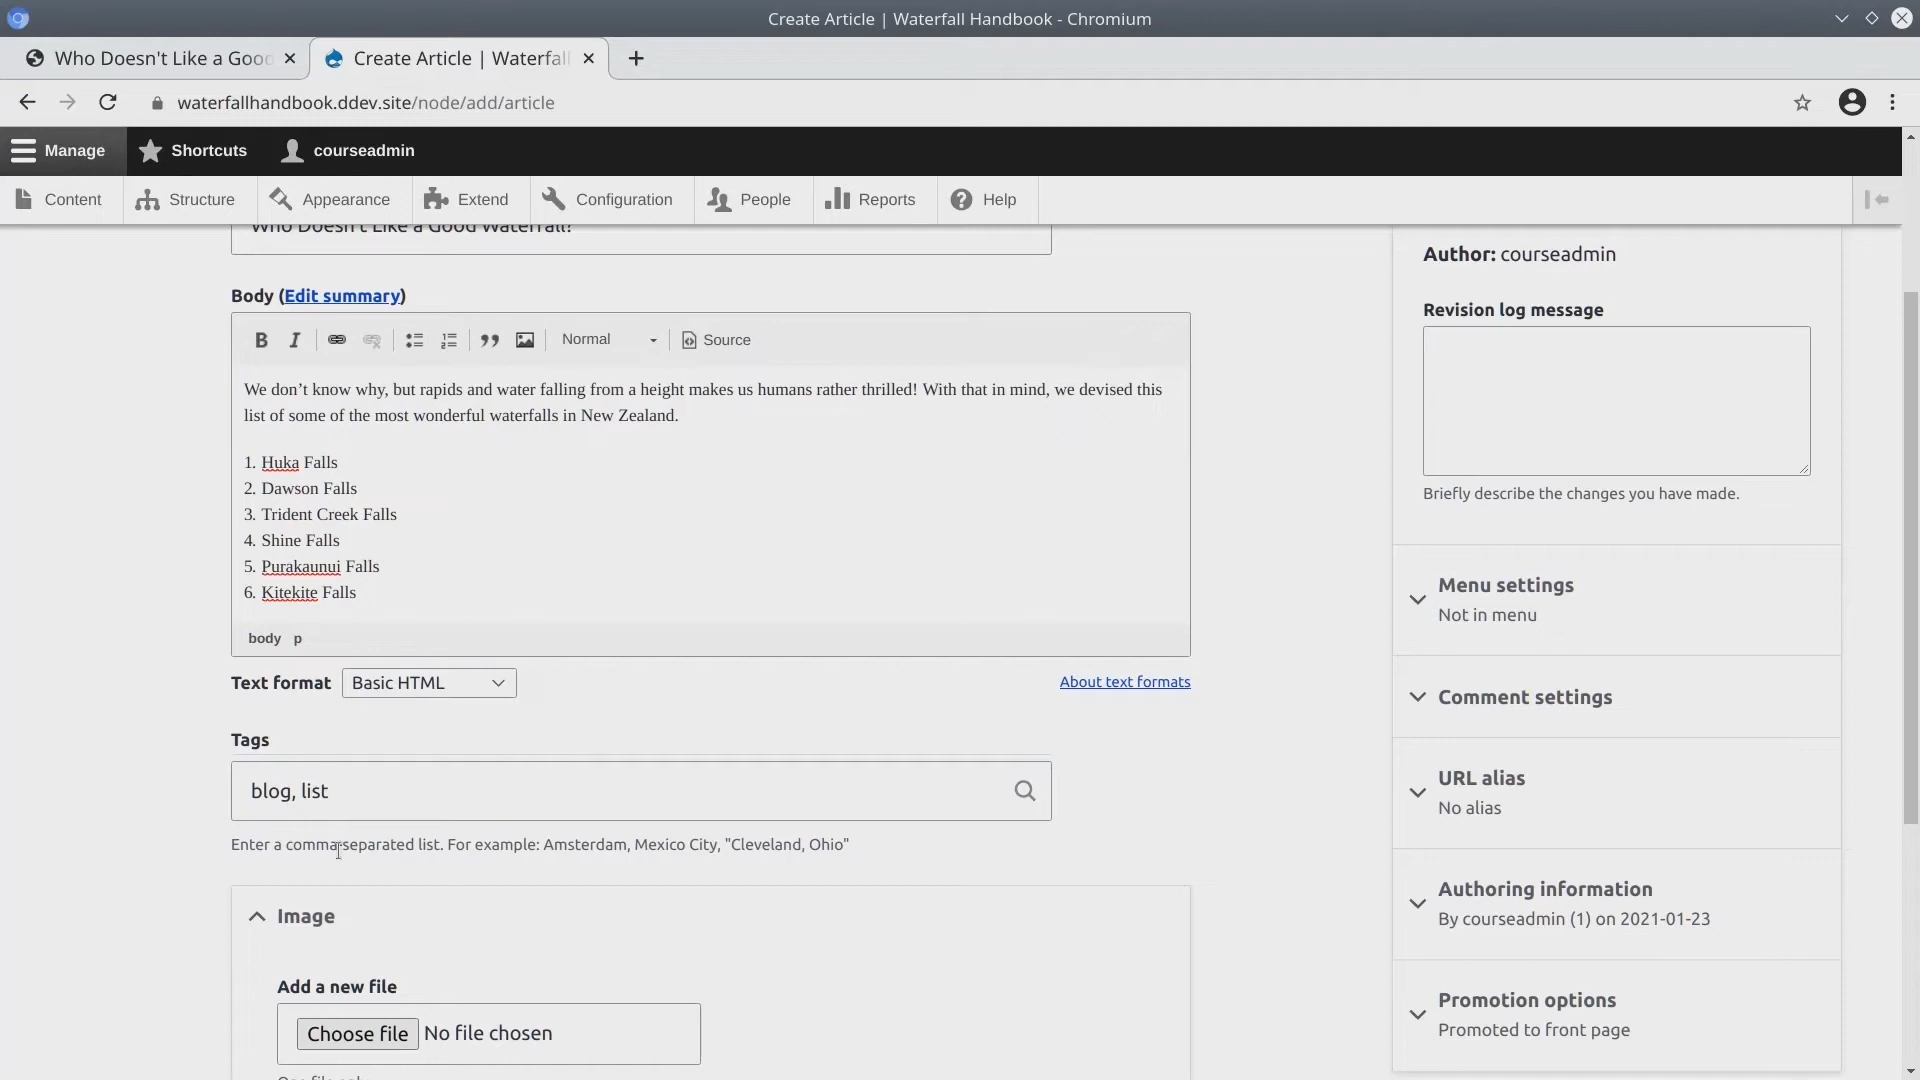 Create Article | Waterfall Handbook - Chromium
Who Doesn't Like a Good
Create Article | Waterfall
waterfallhandbook.ddev.site/node/add/article
Manage
Shortcuts
courseadmin
Content
Structure
Appearance
Extend
Configuration
People
Reports
Help
Who Doesn't Like a Good Waterfall?
Body (Edit summary)
B I
Normal
Source
We don’t know why, but rapids and water falling from a height makes us humans rather thrilled! With that in mind, we devised this
list of some of the most wonderful waterfalls in New Zealand.
1. Huka Falls
2. Dawson Falls
3. Trident Creek Falls
4. Shine Falls
5. Purakaunui Falls
6. Kitekite Falls
body p
Text format
Basic HTML
About text formats
Tags
blog, list
Enter a comma-separated list. For example: Amsterdam, Mexico City, "Cleveland, Ohio"
Image
Add a new file
Choose file No file chosen
Author: courseadmin
Revision log message
Briefly describe the changes you have made.
Menu settings
Not in menu
Comment settings
URL alias
No alias
Authoring information
By courseadmin (1) on 2021-01-23
Promotion options
Promoted to front page